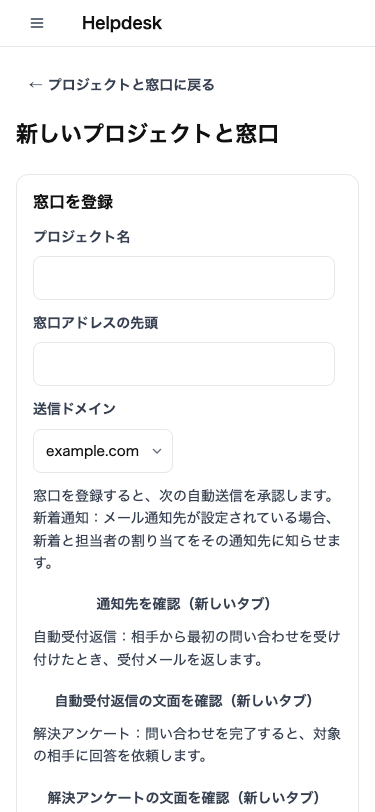 Helpdesk
← プロジェクトと窓口に戻る
新しいプロジェクトと窓口
窓口を登録
プロジェクト名
窓口アドレスの先頭
送信ドメイン
example.com
窓口を登録すると、次の自動送信を承認します。
新着通知：メール通知先が設定されている場合、
新着と担当者の割り当てをその通知先に知らせま
す。
通知先を確認（新しいタブ）
自動受付返信：相手から最初の問い合わせを受け
付けたとき、受付メールを返します。
自動受付返信の文面を確認（新しいタブ）
解決アンケート：問い合わせを完了すると、対象
の相手に回答を依頼します。
解決アンケートの文面を確認（新しいタブ）